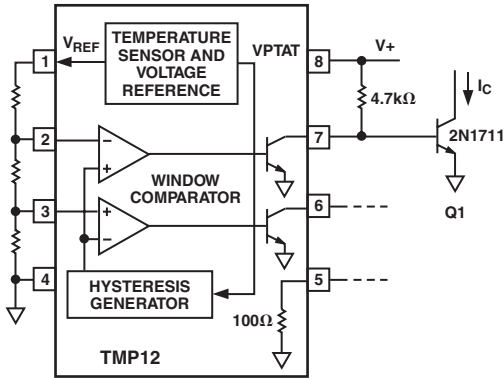 TEMPERATURE
SENSOR AND
VOLTAGE
REFERENCE
VREF
VPTAT
1
2
3
4
8
7
6
5
V+
IC
4.7kΩ
2N1711
Q1
−
+
WINDOW
COMPARATOR
+
−
HYSTERESIS
GENERATOR
100Ω
TMP12